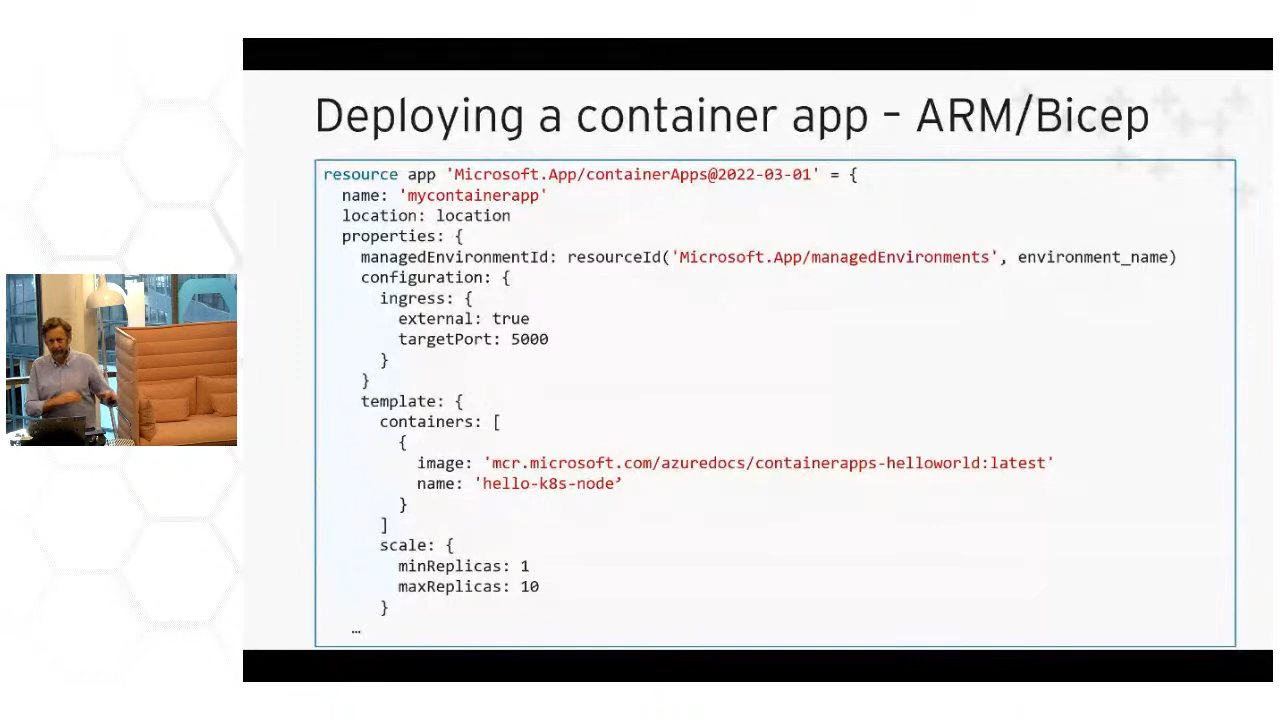 Deploying a container app – ARM/Bicep
resource app 'Microsoft.App/containerApps@2022-03-01' = {
name: 'mycontainerapp'
location: location
properties: {
managedEnvironmentId: resourceId('Microsoft.App/managedEnvironments', environment_name)
configuration: {
ingress: {
external: true
targetPort: 5000
}
}
template: {
containers: [
{
image: 'mcr.microsoft.com/azuredocs/containerapps-helloworld:latest'
name: 'hello-k8s-node’
}
]
scale: {
minReplicas: 1
maxReplicas: 10
}
…